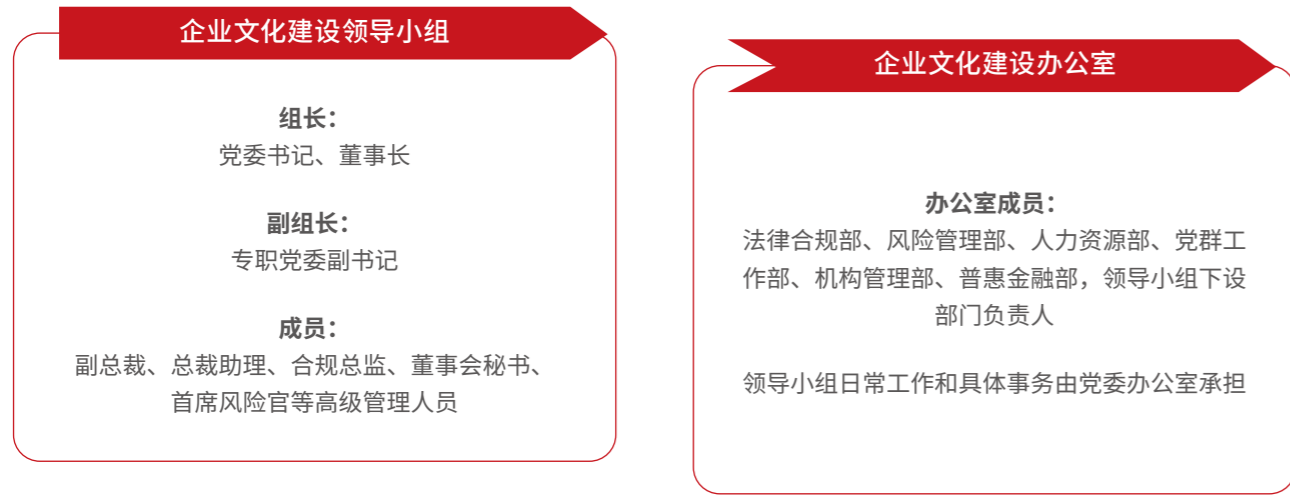 企业文化建设领导小组
组长：
党委书记、董事长
副组长：
专职党委副书记
成员：
副总裁、总裁助理、合规总监、董事会秘书、
首席风险官等高级管理人员
企业文化建设办公室
办公室成员：
法律合规部、风险管理部、人力资源部、党群工
作部、机构管理部、普惠金融部，领导小组下设
部门负责人
领导小组日常工作和具体事务由党委办公室承担